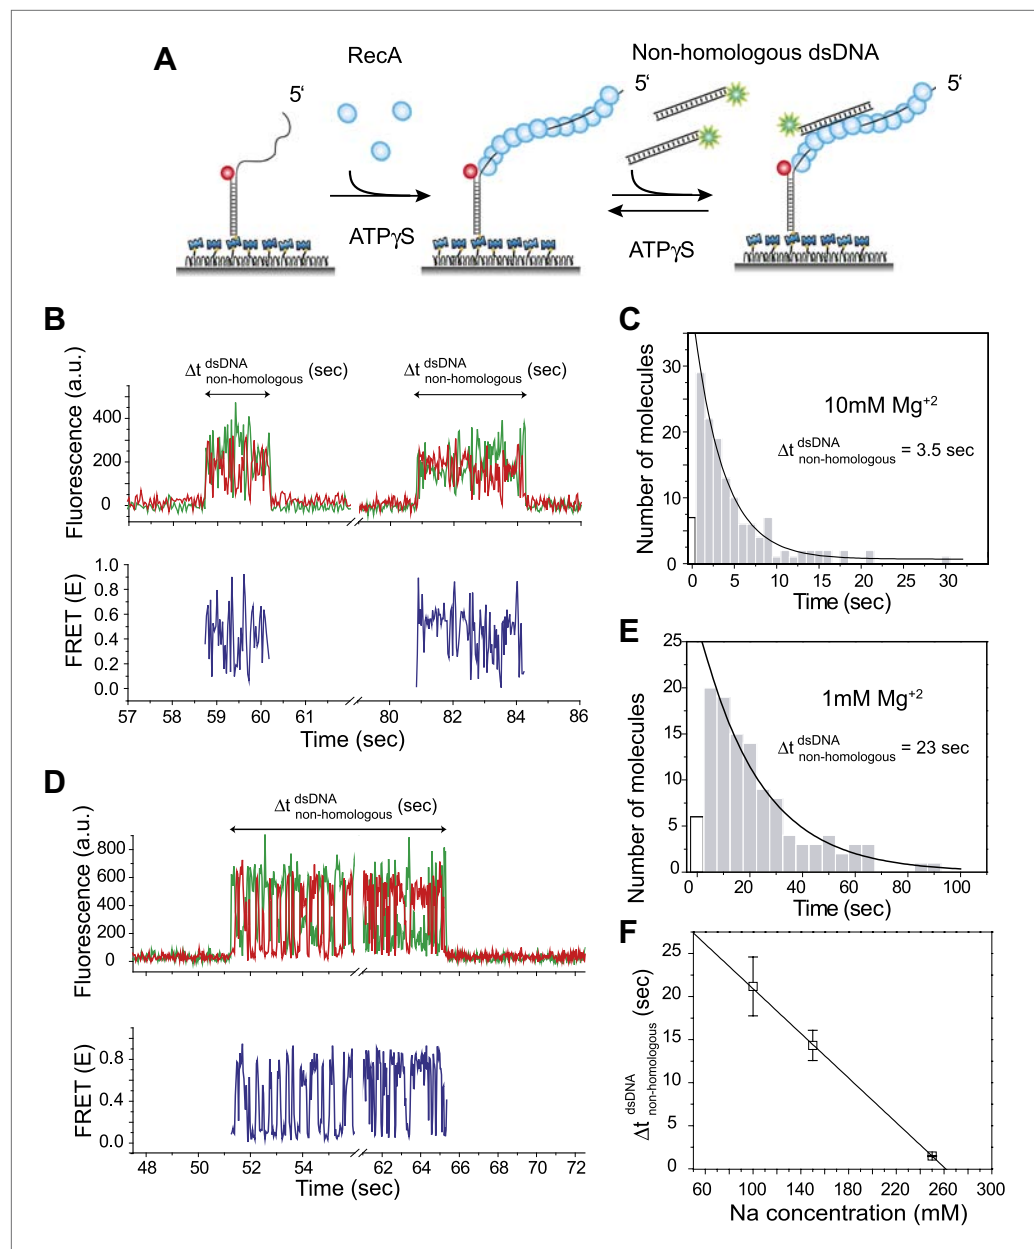 A
RecA
Non-homologous dsDNA
5‘
5‘
5‘
ATPγS
ATPγS
B
Δt dsDNA non-homologous (sec)
Δt dsDNA non-homologous (sec)
Fluorescence (a.u.)
400
200
0
FRET (E)
1.0
0.8
0.6
0.4
0.2
0.0
57 58 59 60 61 80 82 84 86
Time (sec)
C
Number of molecules
30
20
10
0
10mM Mg+2
Δt dsDNA non-homologous = 3.5 sec
0 5 10 15 20 25 30
Time (sec)
D
Δt dsDNA non-homologous (sec)
Fluorescence (a.u.)
800
600
400
200
0
FRET (E)
0.8
0.4
0.0
48 50 52 54 62 64 66 68 70 72
Time (sec)
E
Number of molecules
25
20
15
10
5
0
1mM Mg+2
Δt dsDNA non-homologous = 23 sec
0 20 40 60 80 100
Time (sec)
F
Δt dsDNA non-homologous (sec)
25
20
15
10
5
0
60 100 140 180 220 260 300
Na concentration (mM)